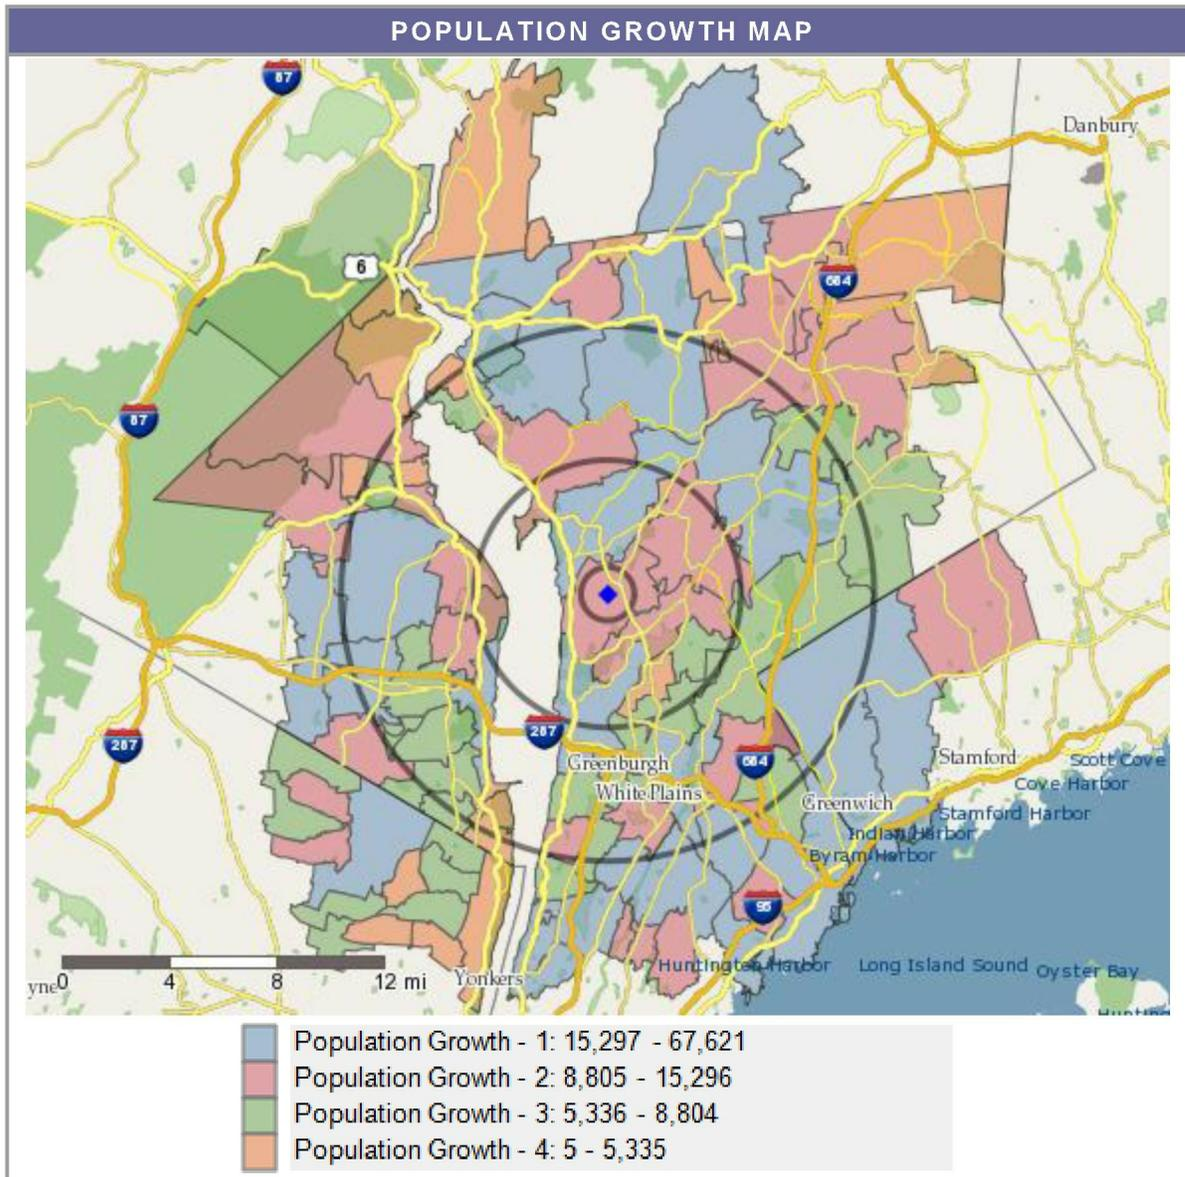 POPULATION GROWTH MAP
87
Danbury
6
684
87
287
287
Greenburgh
684
Stamford
Scott Cove
White Plains
Cove Harbor
Greenwich
Stamford Harbor
Indian Harbor
Byram Harbor
95
Huntington Harbor
Long Island Sound
Oyster Bay
Yonkers
yne
0 4 8 12 mi
Population Growth - 1: 15,297 - 67,621
Population Growth - 2: 8,805 - 15,296
Population Growth - 3: 5,336 - 8,804
Population Growth - 4: 5 - 5,335